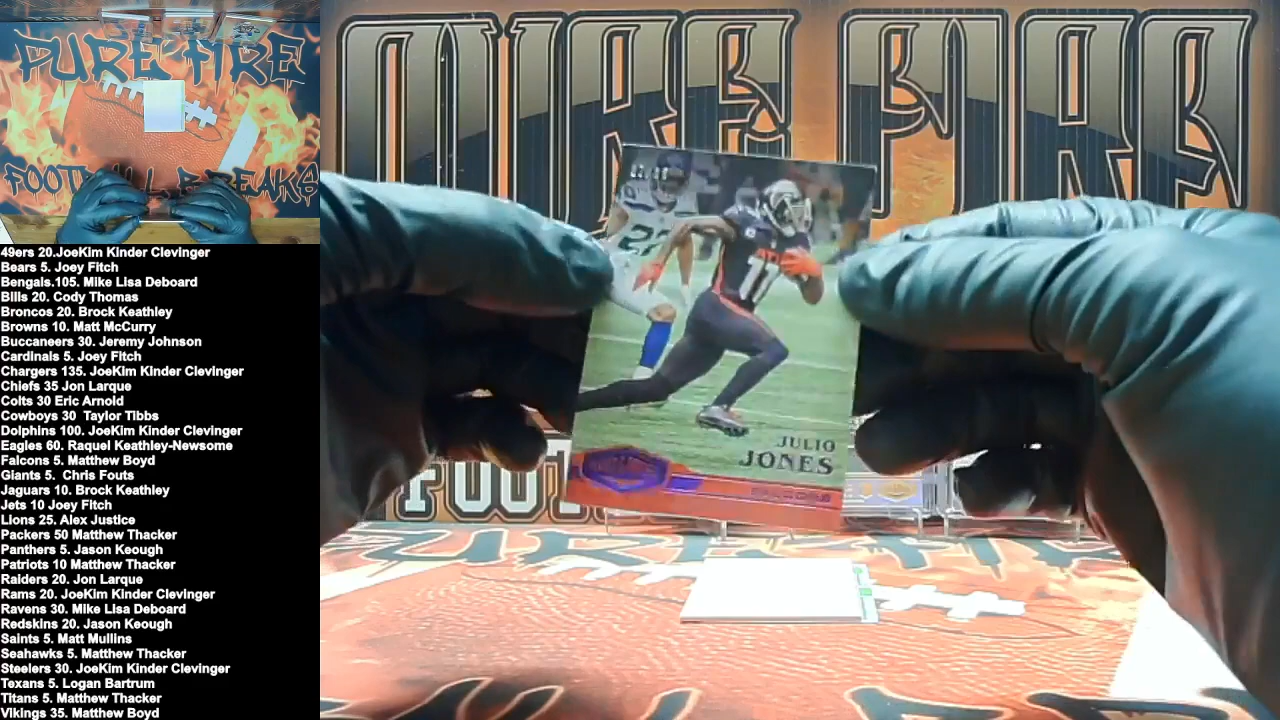 PURE FIRE
FOOTBALL BREAKS
PURE FIRE
49ers 20.JoeKim Kinder Clevinger
Bears 5. Joey Fitch
Bengals.105. Mike Lisa Deboard
Bills 20. Cody Thomas
Broncos 20. Brock Keathley
Browns 10. Matt McCurry
Buccaneers 30. Jeremy Johnson
Cardinals 5. Joey Fitch
Chargers 135. JoeKim Kinder Clevinger
Chiefs 35 Jon Larque
Colts 30 Eric Arnold
Cowboys 30 Taylor Tibbs
Dolphins 100. JoeKim Kinder Clevinger
Eagles 60. Raquel Keathley-Newsome
Falcons 5. Matthew Boyd
Giants 5. Chris Fouts
Jaguars 10. Brock Keathley
Jets 10 Joey Fitch
Lions 25. Alex Justice
Packers 50 Matthew Thacker
Panthers 5. Jason Keough
Patriots 10 Matthew Thacker
Raiders 20. Jon Larque
Rams 20. JoeKim Kinder Clevinger
Ravens 30. Mike Lisa Deboard
Redskins 20. Jason Keough
Saints 5. Matt Mullins
Seahawks 5. Matthew Thacker
Steelers 30. JoeKim Kinder Clevinger
Texans 5. Logan Bartrum
Titans 5. Matthew Thacker
Vikings 35. Matthew Boyd
11
JULIO
JONES
FOOT
PURE FIRE